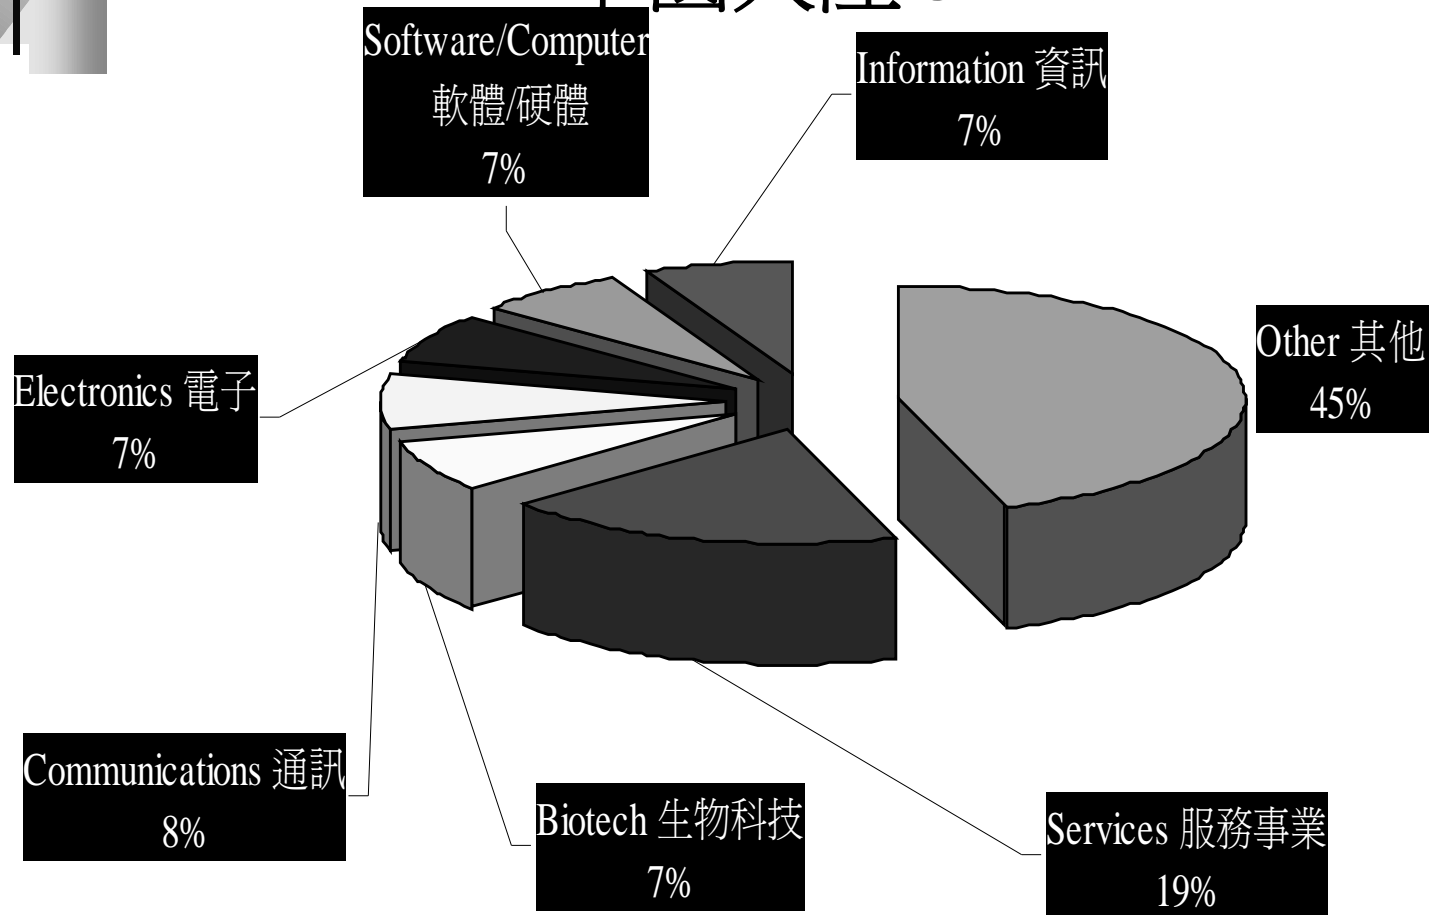 Software/Computer
軟體/硬體
7%
Information 資訊
7%
Other 其他
45%
Electronics 電子
7%
Communications 通訊
8%
Biotech 生物科技
7%
Services 服務事業
19%